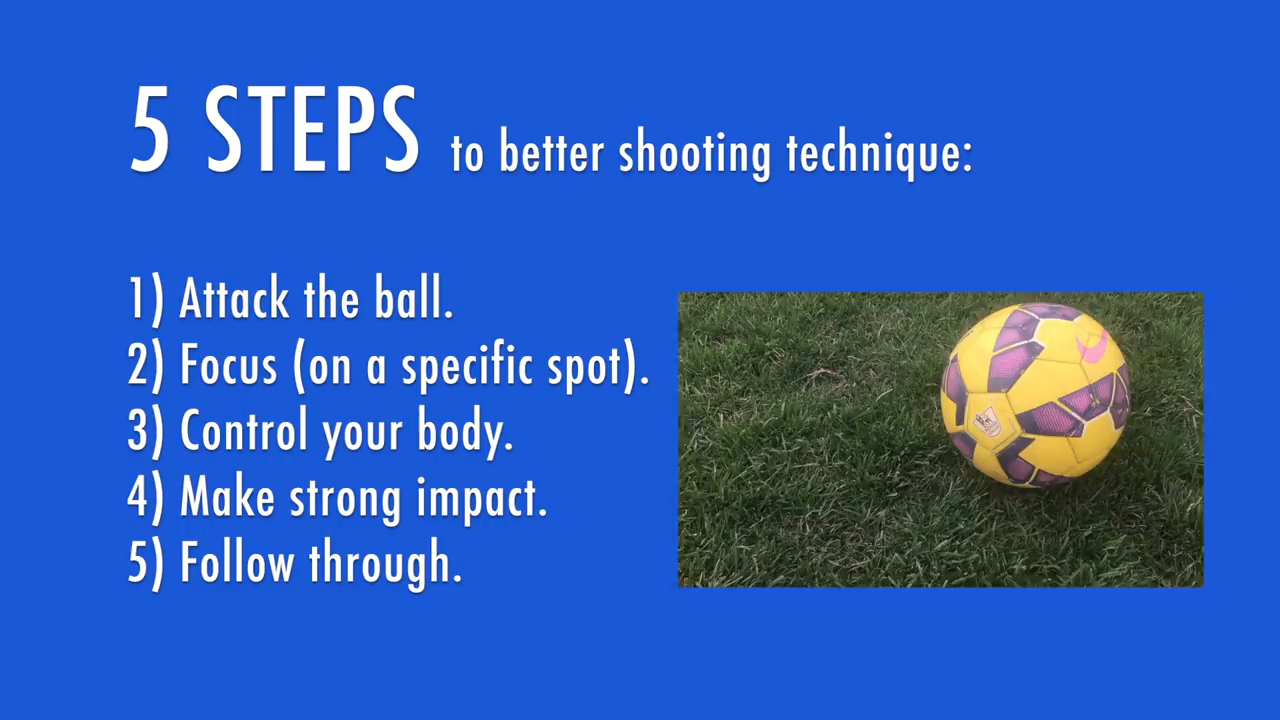 5 STEPS to better shooting technique:
1) Attack the ball.
2) Focus (on a specific spot).
3) Control your body.
4) Make strong impact.
5) Follow through.